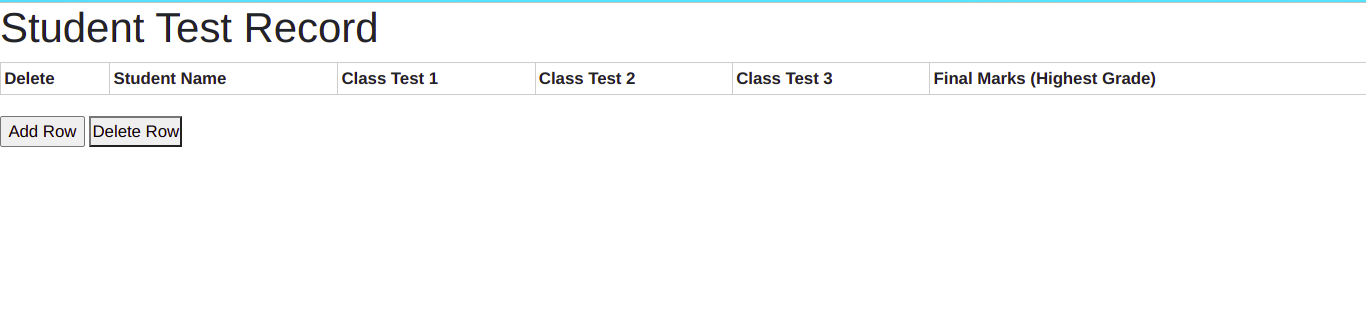 Student Test Record
Delete Student Name Class Test 1 Class Test 2 Class Test 3 Final Marks (Highest Grade)
Add Row Delete Row